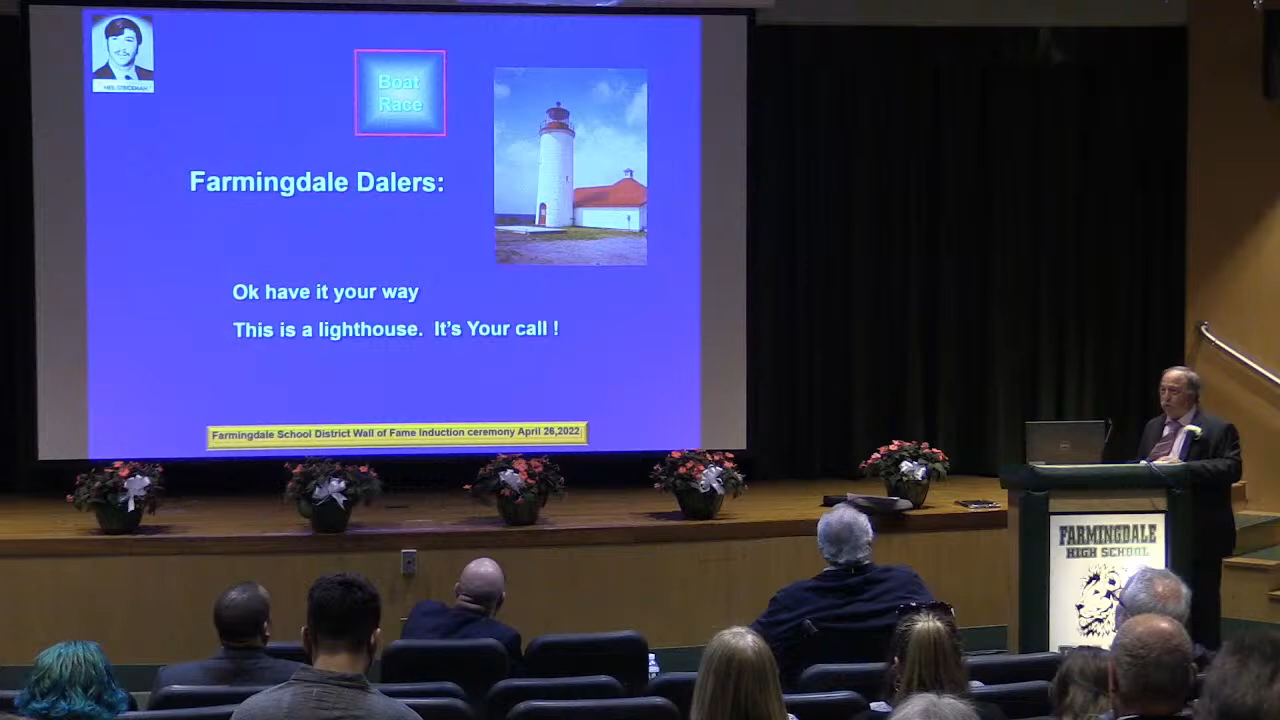 Boat
Race
Farmingdale Dalers:
Ok have it your way
This is a lighthouse.  It's Your call !
Farmingdale School District Wall of Fame Induction ceremony April 26,2022
FARMINGDALE
HIGH SCHOOL